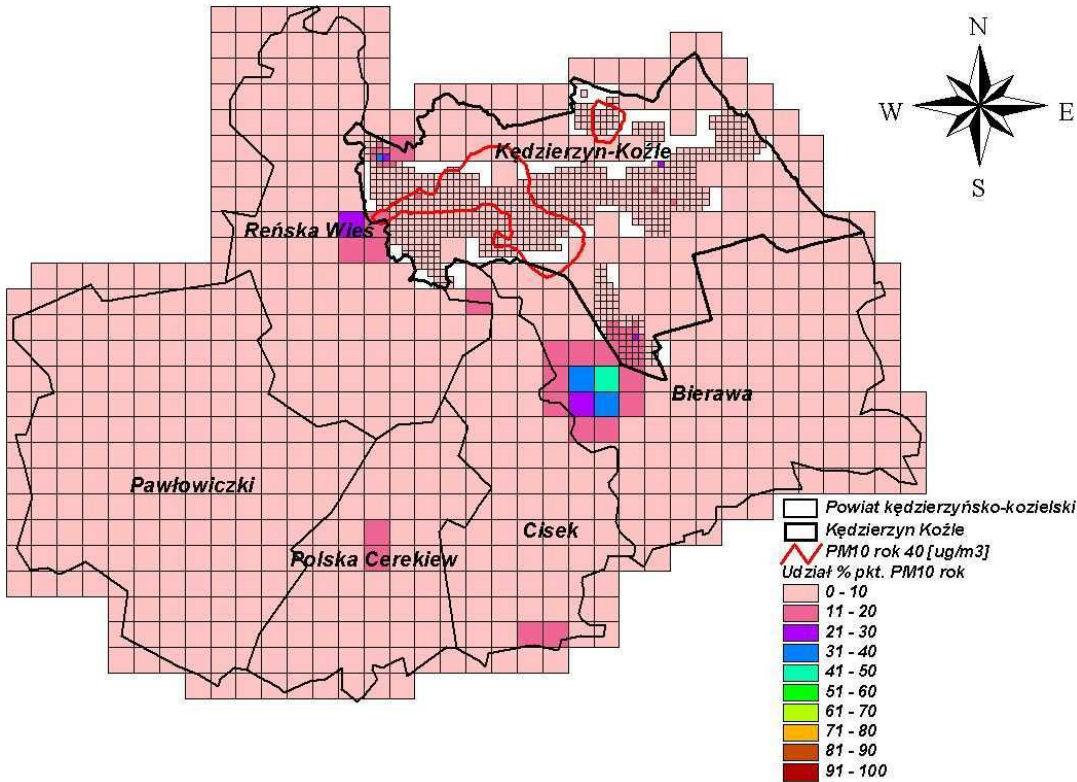 N
W E
S
Kędzierzyn-Koźle
Reńska Wieś
Bierawa
Pawłowiczki
Cisek
Polska Cerekiew
Powiat kędzierzyńsko-kozielski
Kędzierzyn Koźle
PM10 rok 40 [ug/m3]
Udział % pkt. PM10 rok
0 - 10
11 - 20
21 - 30
31 - 40
41 - 50
51 - 60
61 - 70
71 - 80
81 - 90
91 - 100